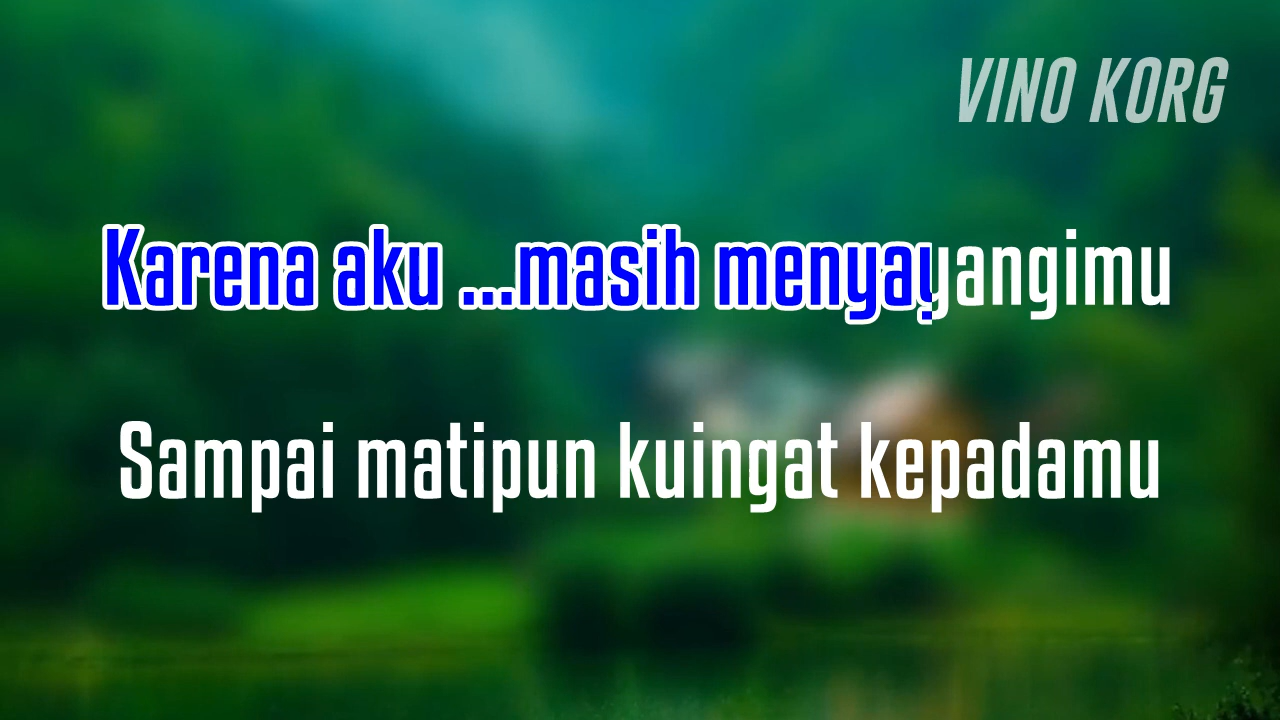 VINO KORG
Karena aku ...masih menyayangimu
Sampai matipun kuingat kepadamu